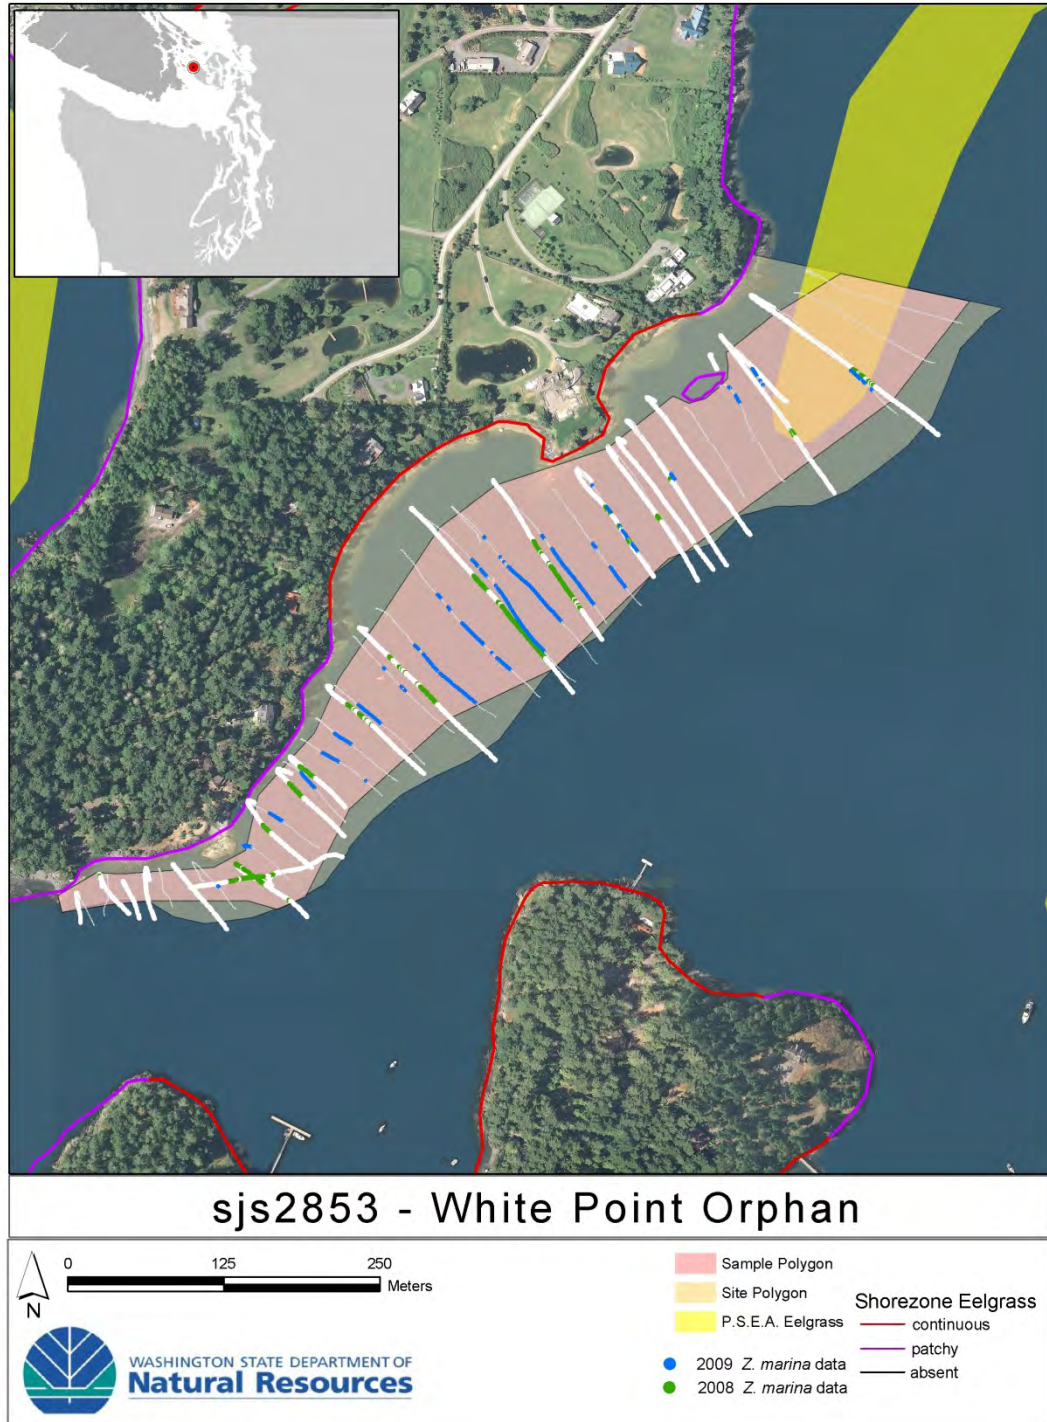 sjs2853 - White Point Orphan
0 125 250
Meters
N
WASHINGTON STATE DEPARTMENT OF
Natural Resources
Sample Polygon
Site Polygon
P.S.E.A. Eelgrass
2009 Z. marina data
2008 Z. marina data
Shorezone Eelgrass
continuous
patchy
absent